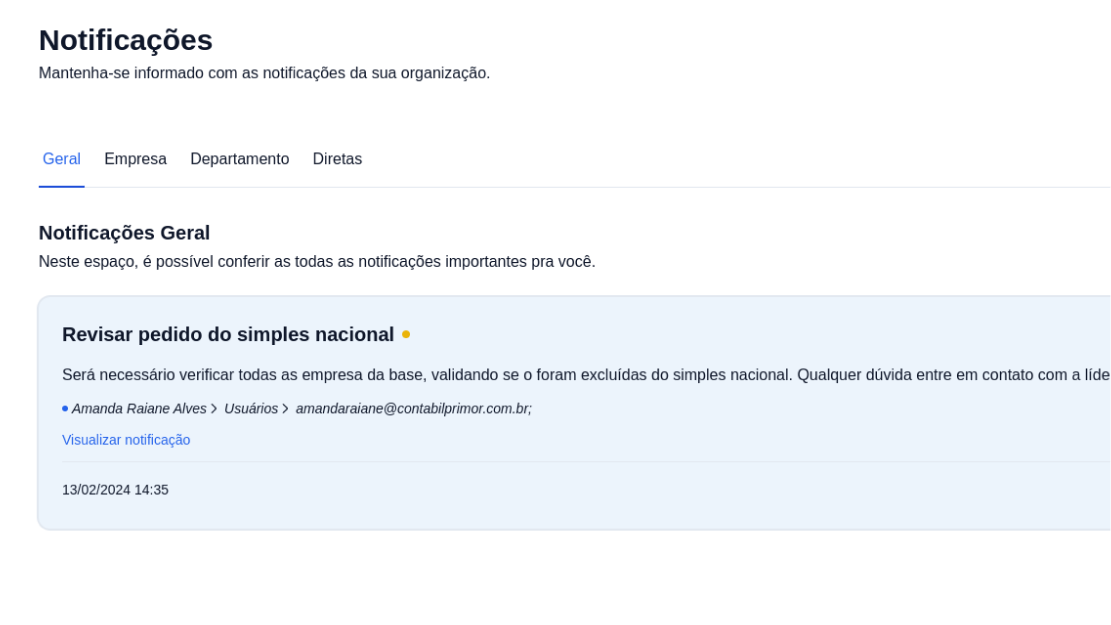 Notificações
Mantenha-se informado com as notificações da sua organização.
Geral Empresa Departamento Diretas
Notificações Geral
Neste espaço, é possível conferir as todas as notificações importantes pra você.
Revisar pedido do simples nacional
Será necessário verificar todas as empresa da base, validando se o foram excluídas do simples nacional. Qualquer dúvida entre em contato com a
Amanda Raiane Alves > Usuários > amandaraiane@contabilprimor.com.br;
Visualizar notificação
13/02/2024 14:35